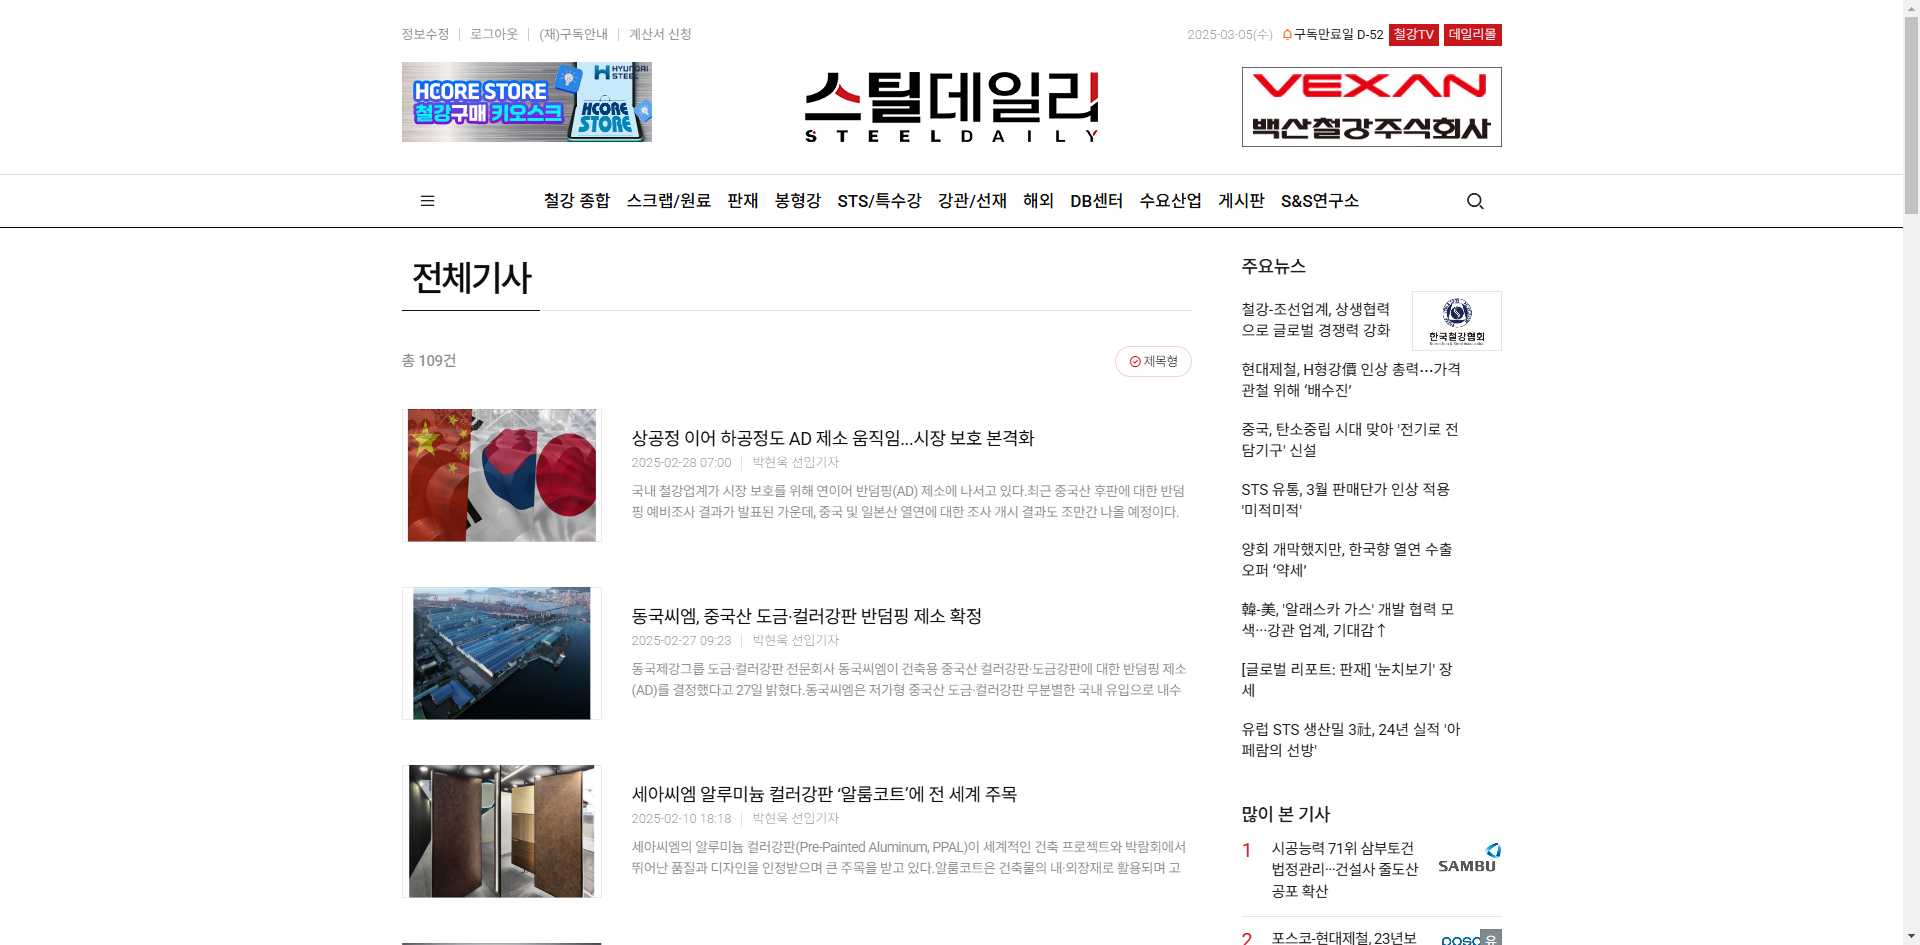 정보수정
로그아웃
(재)구독안내
계산서 신청
2025-03-05(수)
구독만료일 D-52
철강TV
데일리몰
HYUNDAI
STEEL
HCORE STORE
철강구매 키오스크
HCORE
STORE
스틸데일리
STEELDAILY
VEXAN
백산철강주식회사
철강 종합
스크랩/원료
판재
봉형강
STS/특수강
강관/선재
해외
DB센터
수요산업
게시판
S&S연구소
전체기사
총 109건
제목형
상공정 이어 하공정도 AD 제소 움직임...시장 보호 본격화
2025-02-28 07:00
박현욱 선임기자
국내 철강업계가 시장 보호를 위해 연이어 반덤핑(AD) 제소에 나서고 있다.최근 중국산 후판에 대한 반덤
핑 예비조사 결과가 발표된 가운데, 중국 및 일본산 열연에 대한 조사 개시 결과도 조만간 나올 예정이다.
동국씨엠, 중국산 도금·컬러강판 반덤핑 제소 확정
2025-02-27 09:23
박현욱 선임기자
동국제강그룹 도금·컬러강판 전문회사 동국씨엠이 건축용 중국산 컬러강판·도금강판에 대한 반덤핑 제소
(AD)를 결정했다고 27일 밝혔다.동국씨엠은 저가형 중국산 도금·컬러강판 무분별한 국내 유입으로 내수
세아씨엠 알루미늄 컬러강판 ‘알룸코트’에 전 세계 주목
2025-02-10 18:18
박현욱 선임기자
세아씨엠의 알루미늄 컬러강판(Pre-Painted Aluminum, PPAL)이 세계적인 건축 프로젝트와 박람회에서
뛰어난 품질과 디자인을 인정받으며 큰 주목을 받고 있다.알룸코트은 건축물의 내·외장재로 활용되며 고
주요뉴스
철강-조선업계, 상생협력
으로 글로벌 경쟁력 강화
한국철강협회
현대제철, H형강價 인상 총력…가격
관철 위해 ‘배수진’
중국, 탄소중립 시대 맞아 '전기로 전
담기구' 신설
STS 유통, 3월 판매단가 인상 적용
'미적미적'
양회 개막했지만, 한국향 열연 수출
오퍼 ‘약세’
韓-美, '알래스카 가스' 개발 협력 모
색…강관 업계, 기대감↑
[글로벌 리포트: 판재] '눈치보기' 장
세
유럽 STS 생산밀 3社, 24년 실적 '아
페람의 선방'
많이 본 기사
1
시공능력 71위 삼부토건
법정관리…건설사 줄도산
공포 확산
SAMBU
2
포스코-현대제철, 23년보
posc
유